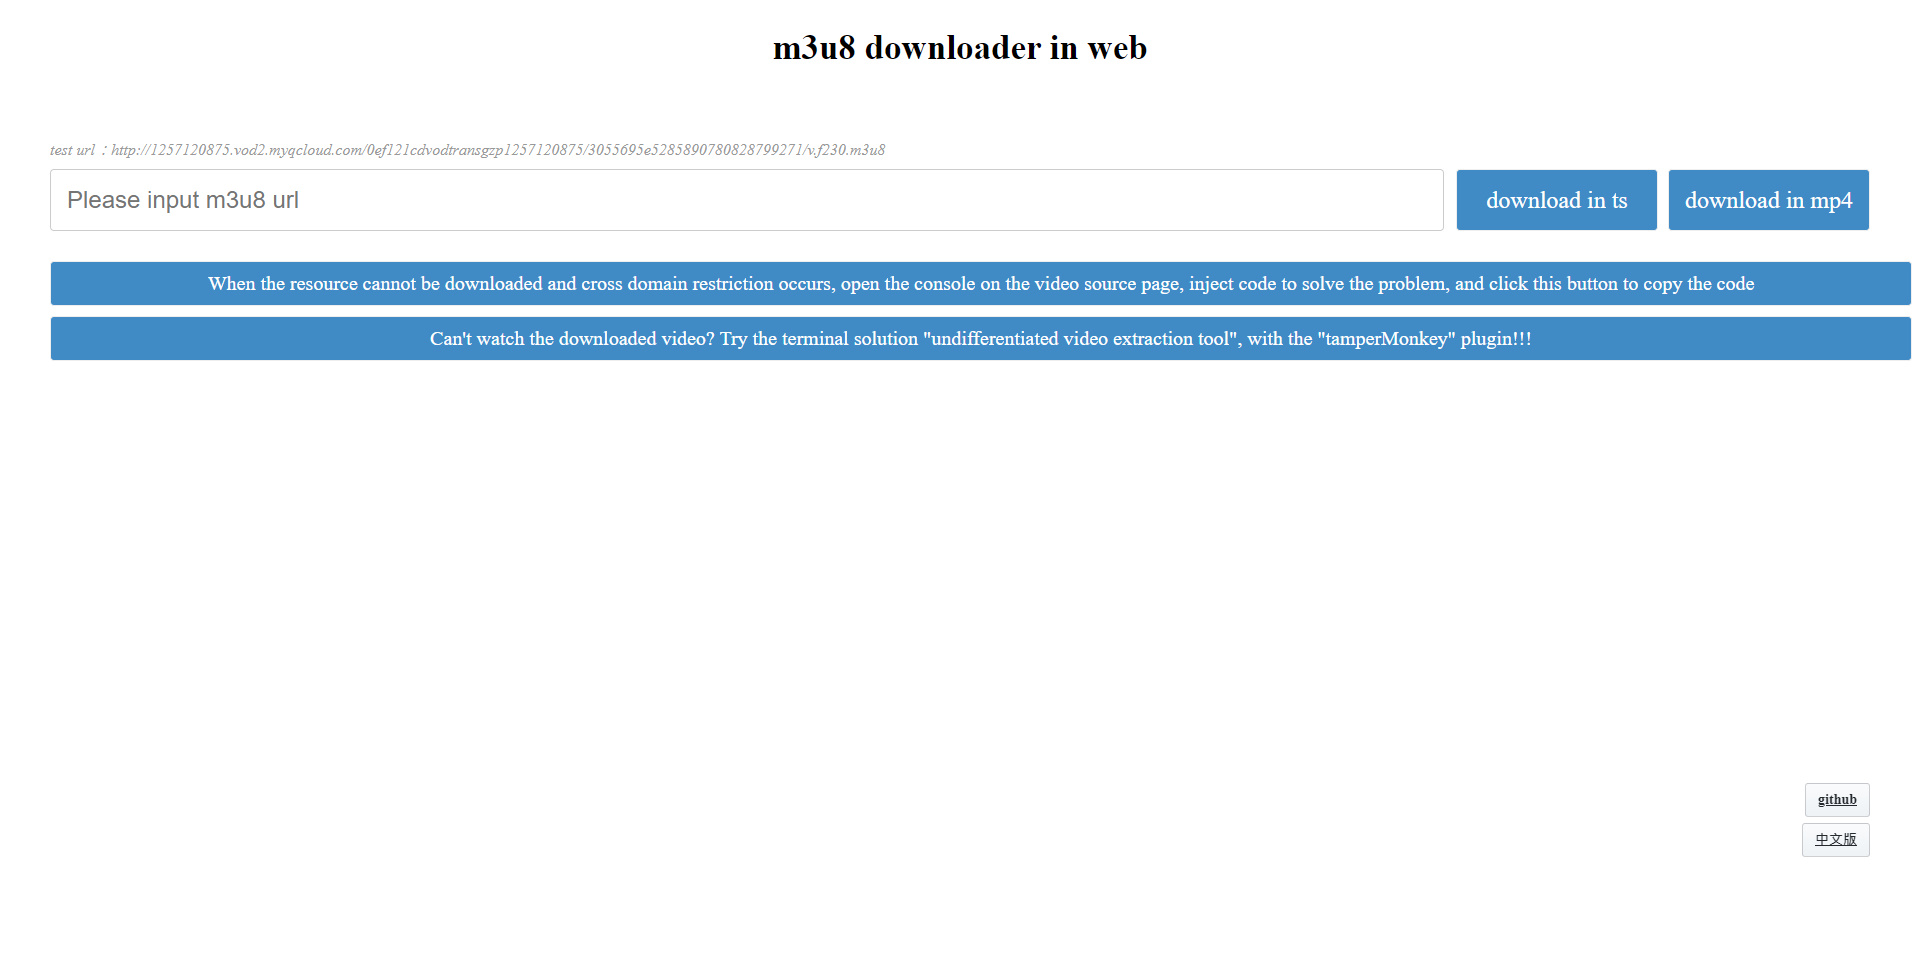 m3u8 downloader in web
test url：http://1257120875.vod2.myqcloud.com/0ef121cdvodtransgzp1257120875/3055695e5285890780828799271/v.f230.m3u8
Please input m3u8 url
download in ts
download in mp4
When the resource cannot be downloaded and cross domain restriction occurs, open the console on the video source page, inject code to solve the problem, and click this button to copy the code
Can't watch the downloaded video? Try the terminal solution "undifferentiated video extraction tool", with the "tamperMonkey" plugin!!!
github
中文版